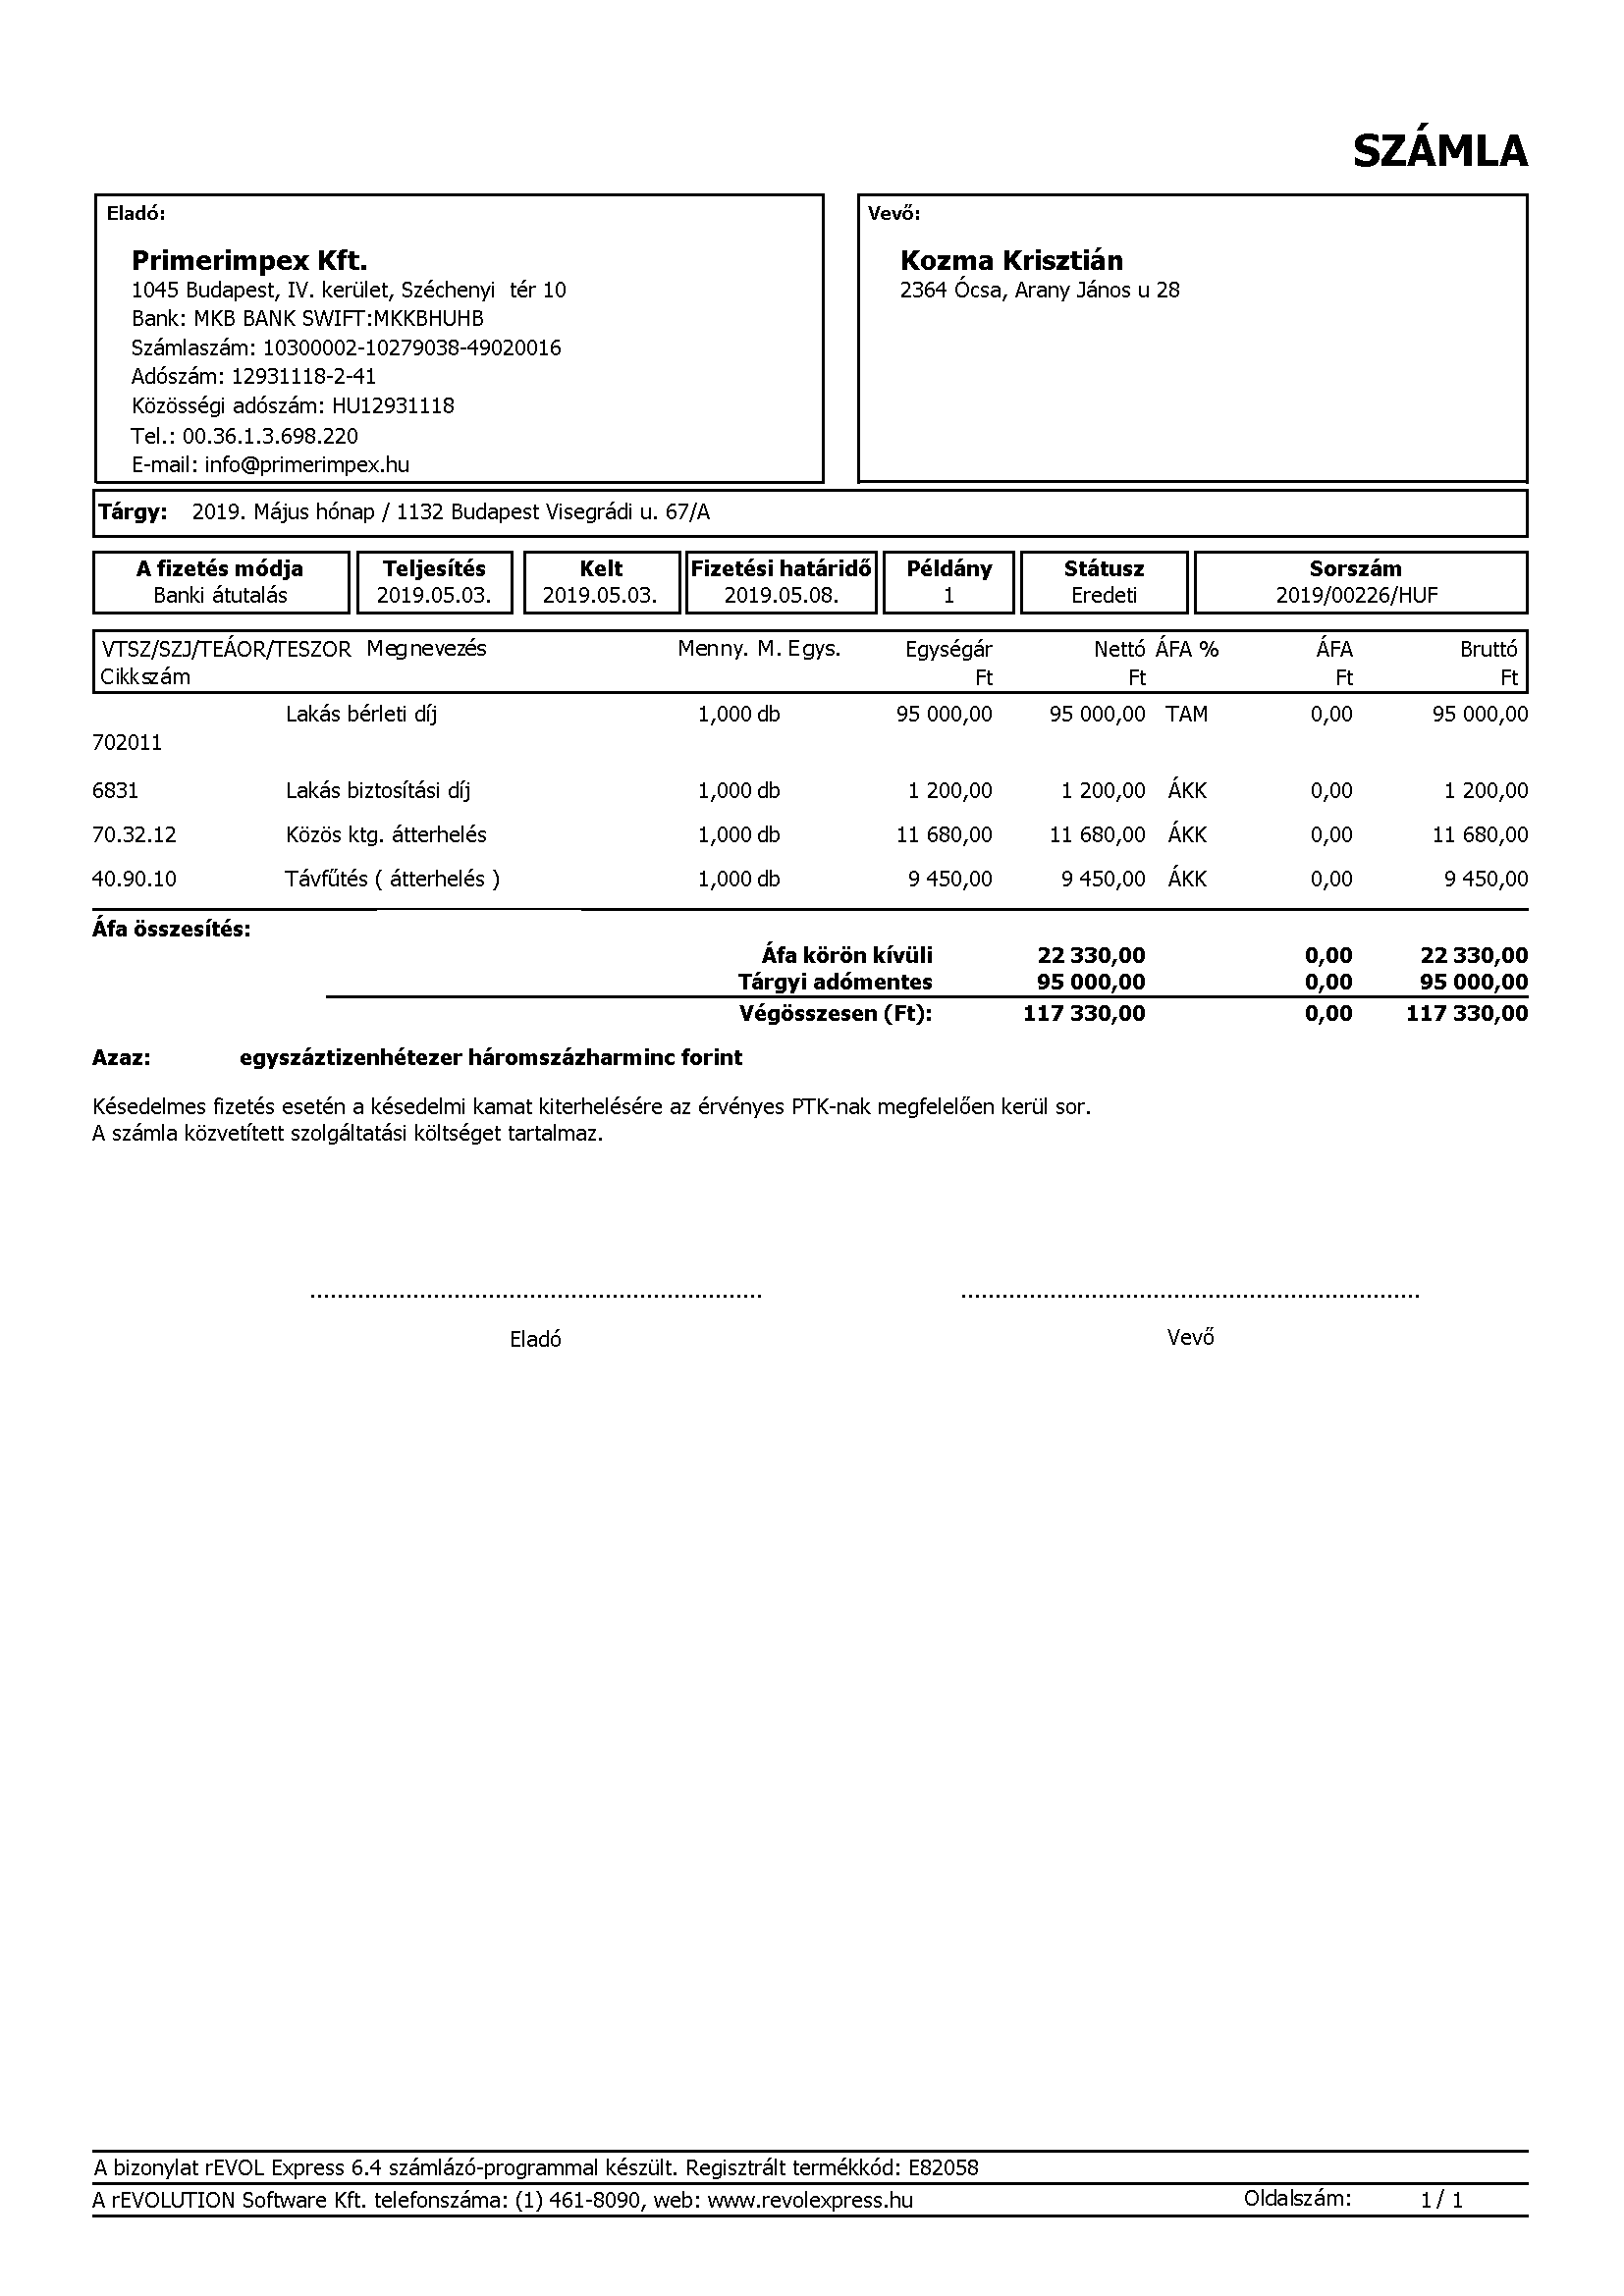 SZÁMLA
Eladó:
Primerimpex Kft.
1045 Budapest, IV. kerület, Széchenyi  tér 10
Bank: MKB BANK SWIFT:MKKBHUHB
Számlaszám: 10300002-10279038-49020016
Adószám: 12931118-2-41
Közösségi adószám: HU12931118
Tel.: 00.36.1.3.698.220
E-mail: info@primerimpex.hu
Vevő:
Kozma Krisztián
2364 Ócsa, Arany János u 28
Tárgy: 2019. Május hónap / 1132 Budapest Visegrádi u. 67/A
A fizetés módja Teljesítés Kelt Fizetési határidő Példány Státusz Sorszám
Banki átutalás 2019.05.03. 2019.05.03. 2019.05.08. 1 Eredeti 2019/00226/HUF
VTSZ/SZJ/TEÁOR/TESZOR Megnevezés Menny. M. Egys. Egységár Nettó ÁFA % ÁFA Bruttó
Cikkszám Ft Ft Ft Ft
Lakás bérleti díj 1,000 db 95 000,00 95 000,00 TAM 0,00 95 000,00
702011
6831 Lakás biztosítási díj 1,000 db 1 200,00 1 200,00 ÁKK 0,00 1 200,00
70.32.12 Közös ktg. átterhelés 1,000 db 11 680,00 11 680,00 ÁKK 0,00 11 680,00
40.90.10 Távfűtés ( átterhelés ) 1,000 db 9 450,00 9 450,00 ÁKK 0,00 9 450,00
Áfa összesítés:
Áfa körön kívüli 22 330,00 0,00 22 330,00
Tárgyi adómentes 95 000,00 0,00 95 000,00
Végösszesen (Ft): 117 330,00 0,00 117 330,00
Azaz: egyszáztizenhétezer háromszázharminc forint
Késedelmes fizetés esetén a késedelmi kamat kiterhelésére az érvényes PTK-nak megfelelően kerül sor.
A számla közvetített szolgáltatási költséget tartalmaz.
Eladó Vevő
A bizonylat rEVOL Express 6.4 számlázó-programmal készült. Regisztrált termékkód: E82058
A rEVOLUTION Software Kft. telefonszáma: (1) 461-8090, web: www.revolexpress.hu Oldalszám: 1 / 1